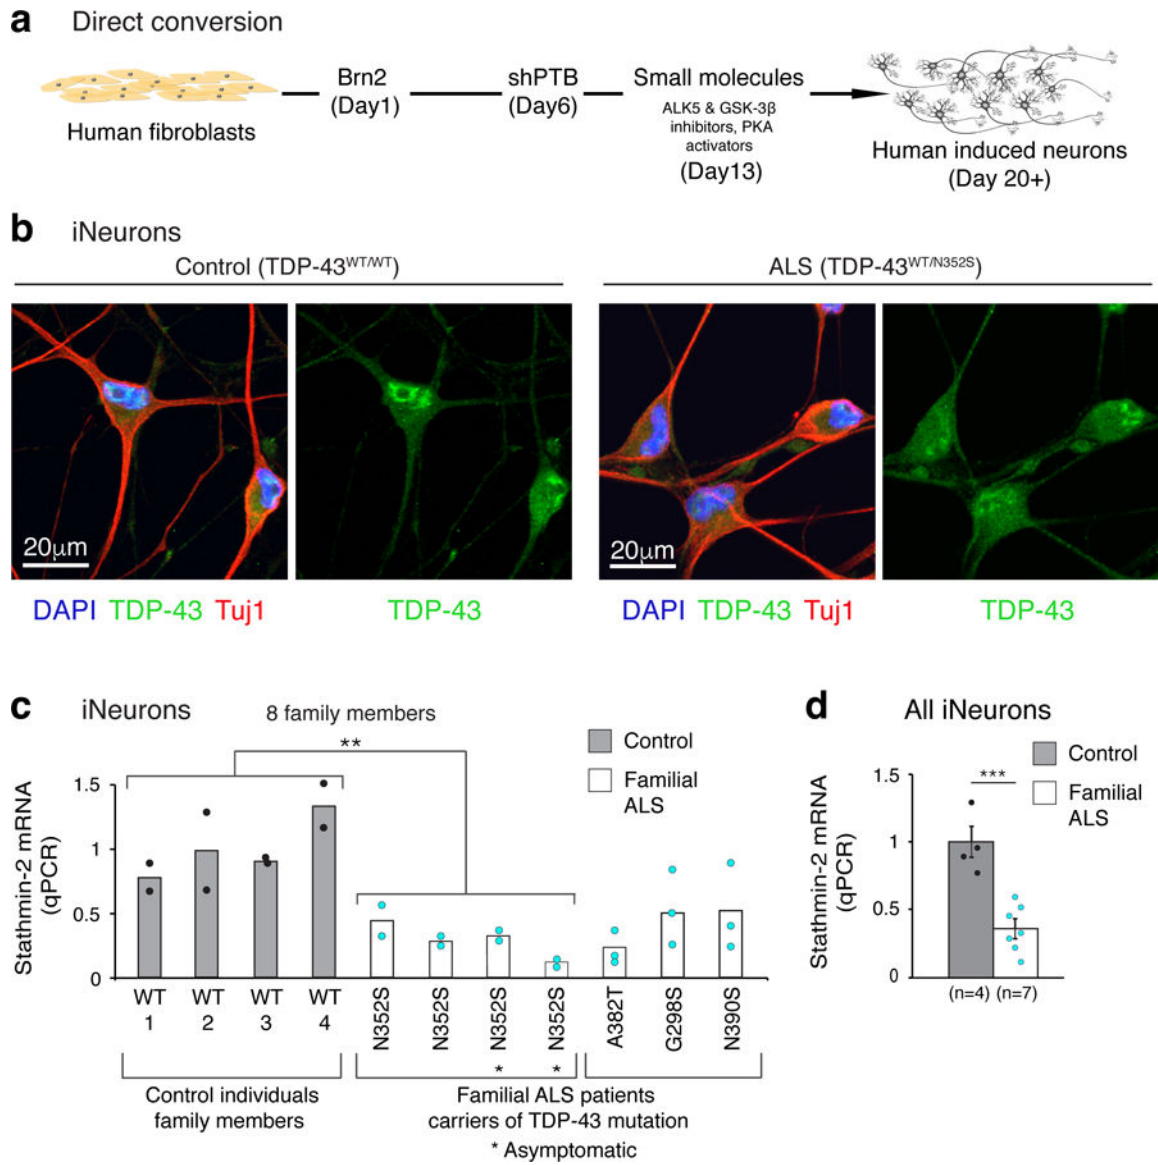 a Direct conversion
Human fibroblasts
Brn2
(Day1)
shPTB
(Day6)
Small molecules
ALK5 & GSK-3β
inhibitors, PKA
activators
(Day13)
Human induced neurons
(Day 20+)
b iNeurons
Control (TDP-43WT/WT)
ALS (TDP-43WT/N352S)
20μm
20μm
DAPI TDP-43 Tuj1
TDP-43
DAPI TDP-43 Tuj1
TDP-43
c iNeurons
8 family members
**
Control
Familial
ALS
Stathmin-2 mRNA
(qPCR)
1.5
1
0.5
0
WT
1
WT
2
WT
3
WT
4
N352S
N352S
N352S
*
N352S
*
A382T
G298S
N390S
Control individuals
family members
Familial ALS patients
carriers of TDP-43 mutation
* Asymptomatic
d All iNeurons
Control
Familial
ALS
***
Stathmin-2 mRNA
(qPCR)
1.5
1
0.5
0
(n=4) (n=7)